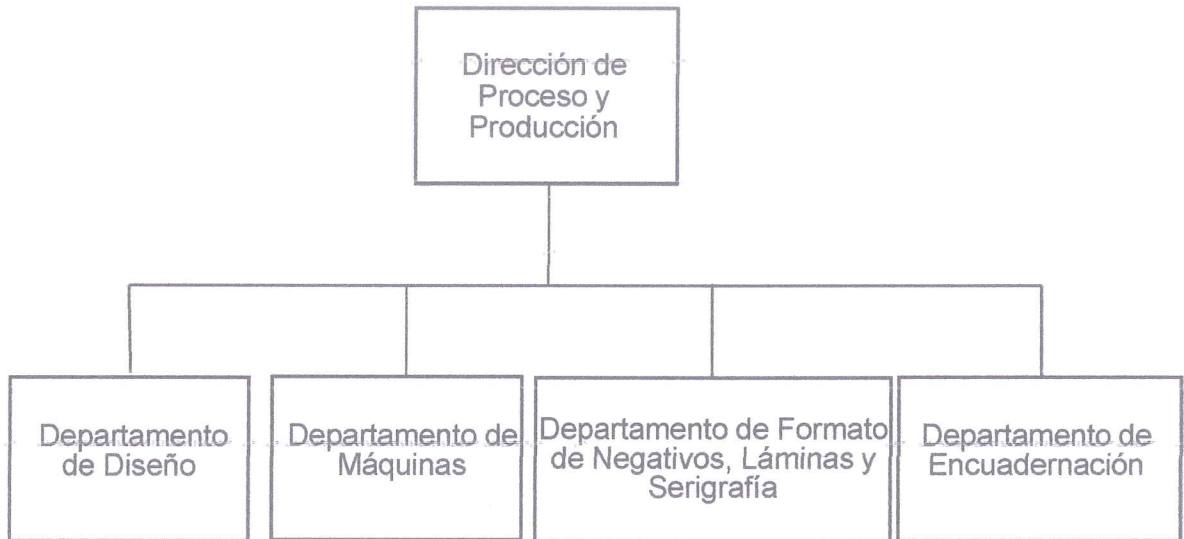 Dirección de
Proceso y
Producción
Departamento
de Diseño
Departamento de
Máquinas
Departamento de Formato
de Negativos, Láminas y
Serigrafía
Departamento de
Encuadernación